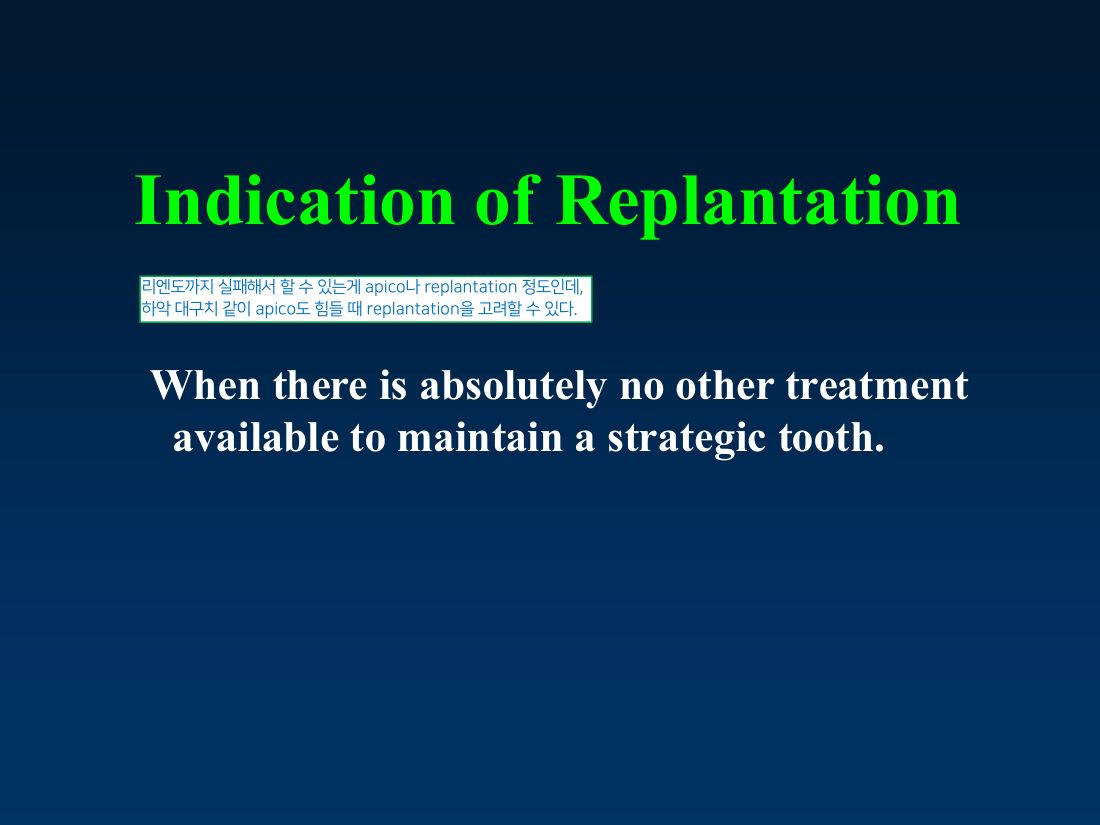 Indication of Replantation
리엔도까지 실패해서 할 수 있는게 apico나 replantation 정도인데,
하악 대구치 같이 apico도 힘들 때 replantation을 고려할 수 있다.
When there is absolutely no other treatment
available to maintain a strategic tooth.